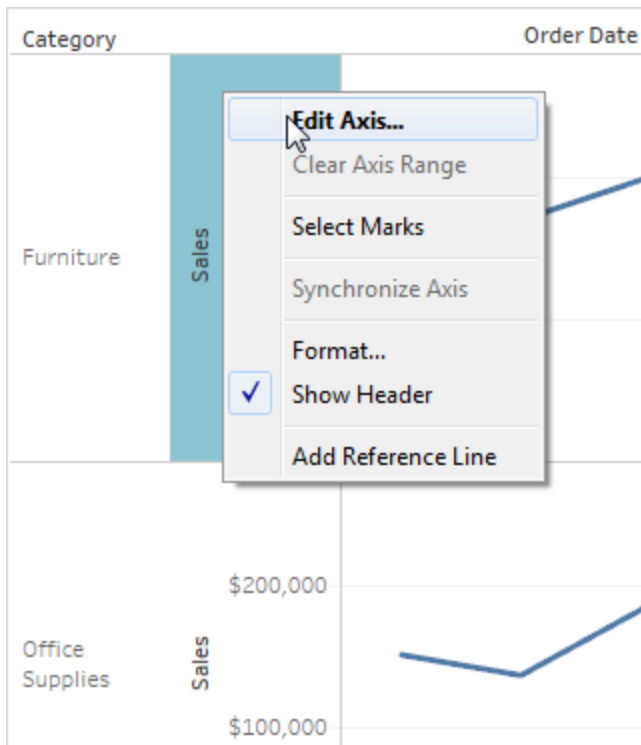 Category
Order Date
Edit Axis...
Clear Axis Range
Select Marks
Furniture
Sales
Synchronize Axis
Format...
Show Header
Add Reference Line
$200,000
Office
Supplies
Sales
$100,000